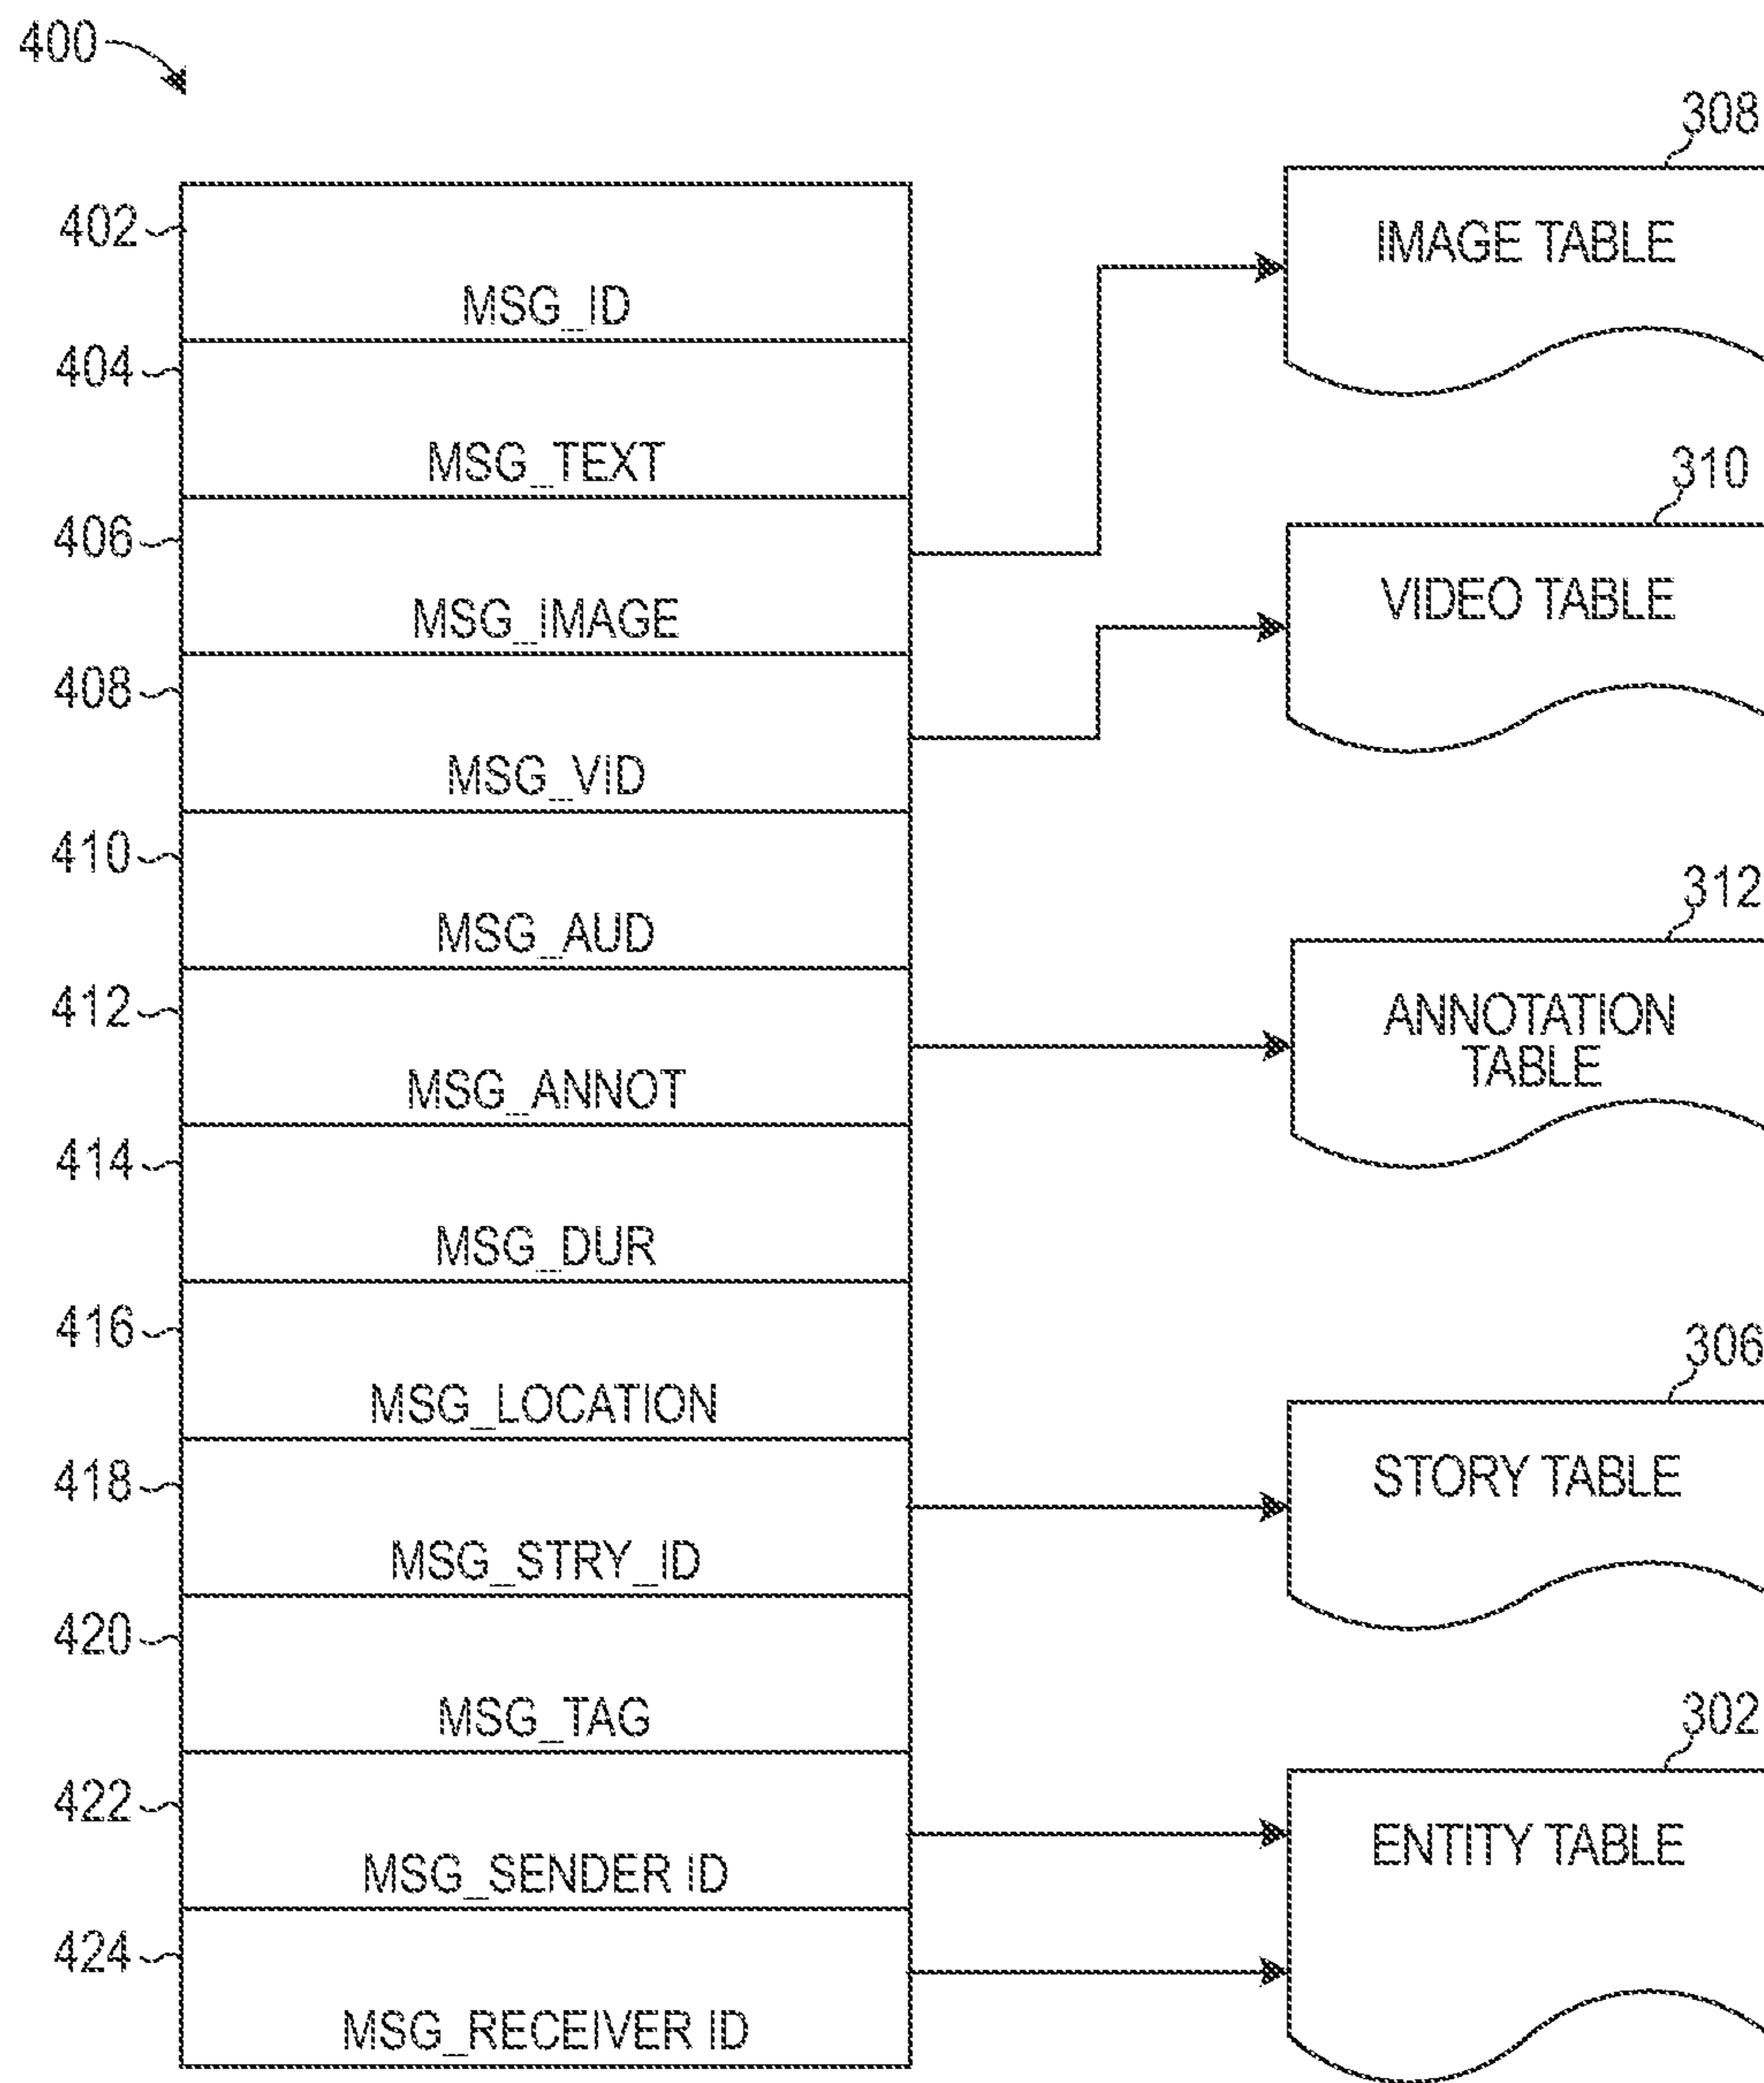 400
308
402
IMAGE TABLE
MSG_ID
404
MSG_TEXT
310
406
VIDEO TABLE
MSG_IMAGE
408
MSG_VID
410
312
MSG_AUD
412
ANNOTATION
TABLE
MSG_ANNOT
414
MSG_DUR
416
306
MSG_LOCATION
418
STORY TABLE
MSG_STRY_ID
420
302
MSG_TAG
422
ENTITY TABLE
MSG_SENDER ID
424
MSG_RECEIVER ID